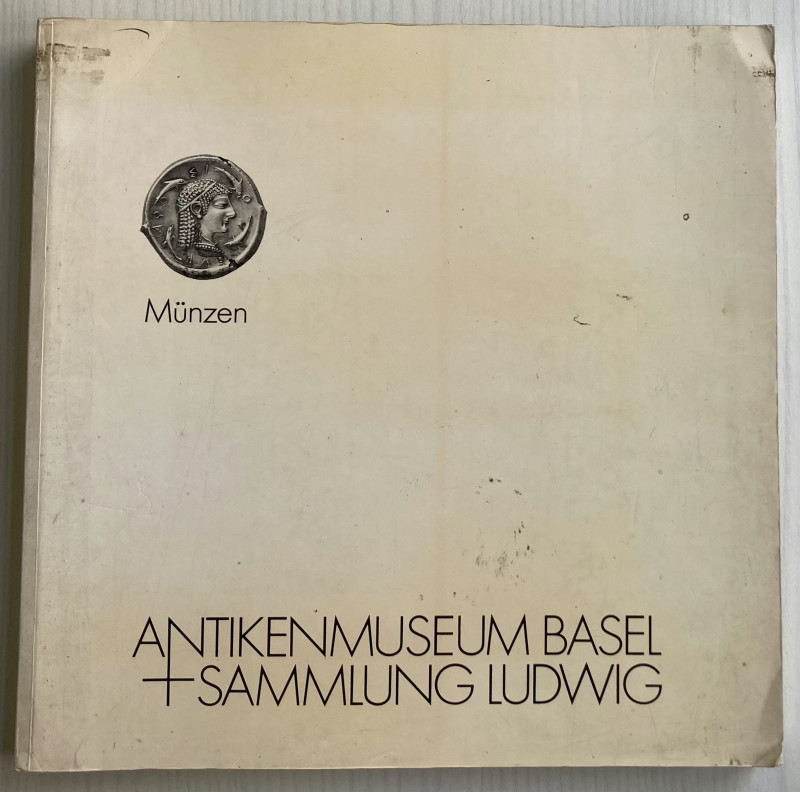 Münzen
ANTIKENMUSEUM BASEL
+SAMMLUNG LUDWIG